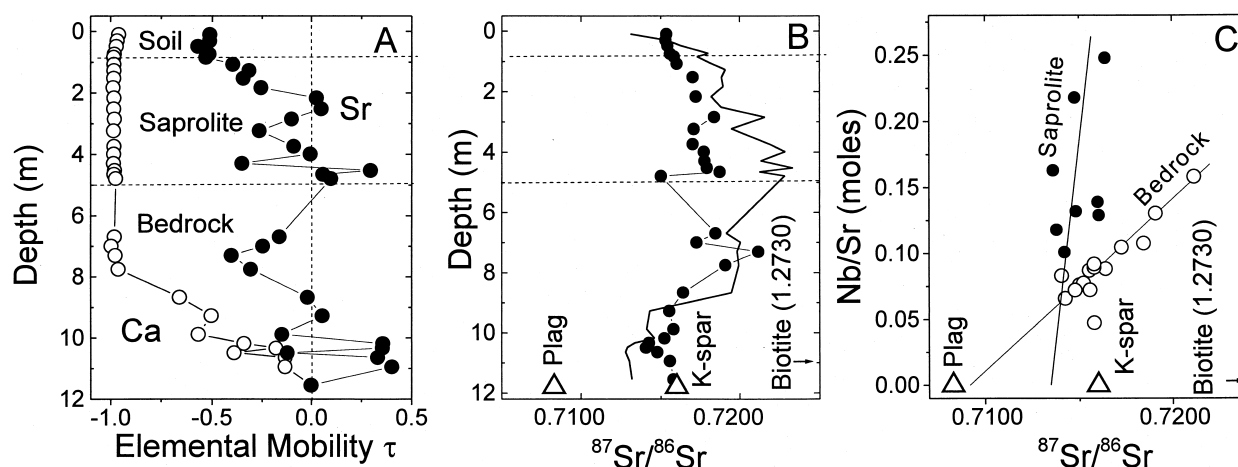 A
Soil
Sr
Saprolite
Bedrock
Ca
0
2
4
6
8
10
12
Depth (m)
-1.0 -0.5 0.0 0.5
Elemental Mobility τ
B
0
2
4
6
8
10
12
Depth (m)
Plag
K-spar
Biotite (1.2730)
0.7100 0.7200
87Sr/86Sr
C
0.25
0.20
0.15
0.10
0.05
0.00
Nb/Sr (moles)
Saprolite
Bedrock
Plag
K-spar
Biotite (1.2730)
0.7100 0.7200
87Sr/86Sr